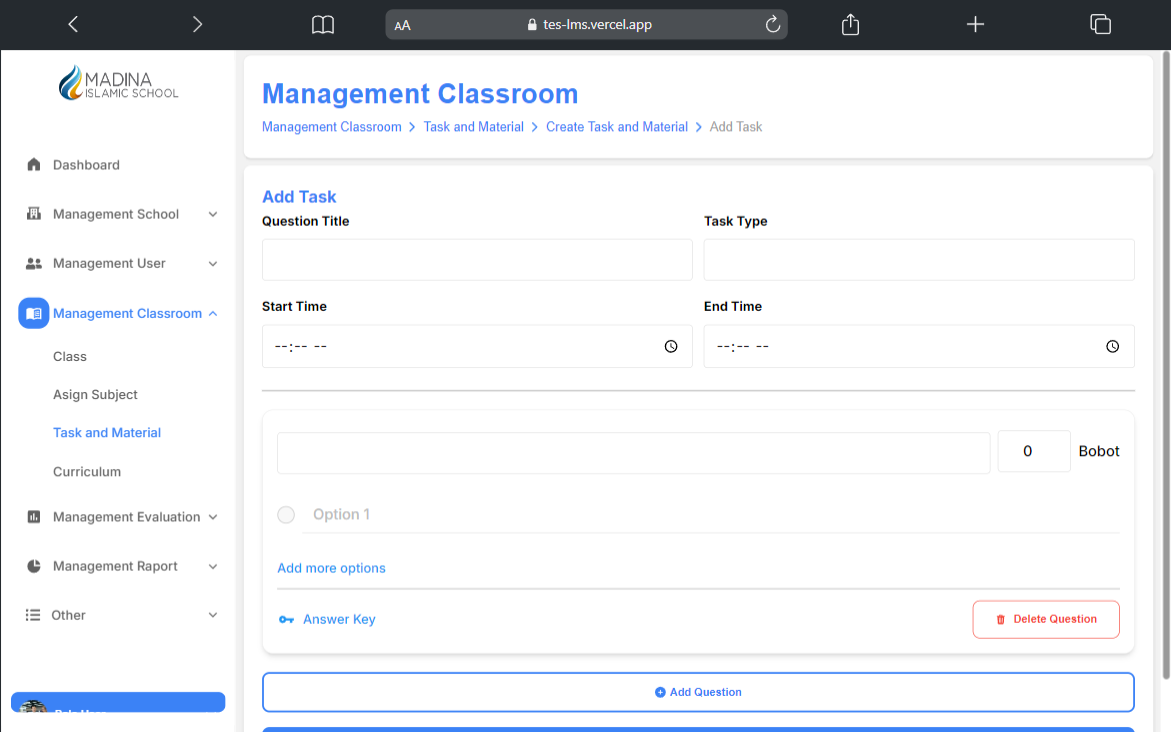 AA tes-lms.vercel.app
MADINA
ISLAMIC SCHOOL
Dashboard
Management School
Management User
Management Classroom
Class
Asign Subject
Task and Material
Curriculum
Management Evaluation
Management Raport
Other
Management Classroom
Management Classroom > Task and Material > Create Task and Material > Add Task
Add Task
Question Title
Task Type
Start Time
End Time
--:-- --
--:-- --
0 Bobot
Option 1
Add more options
Answer Key
Delete Question
Add Question